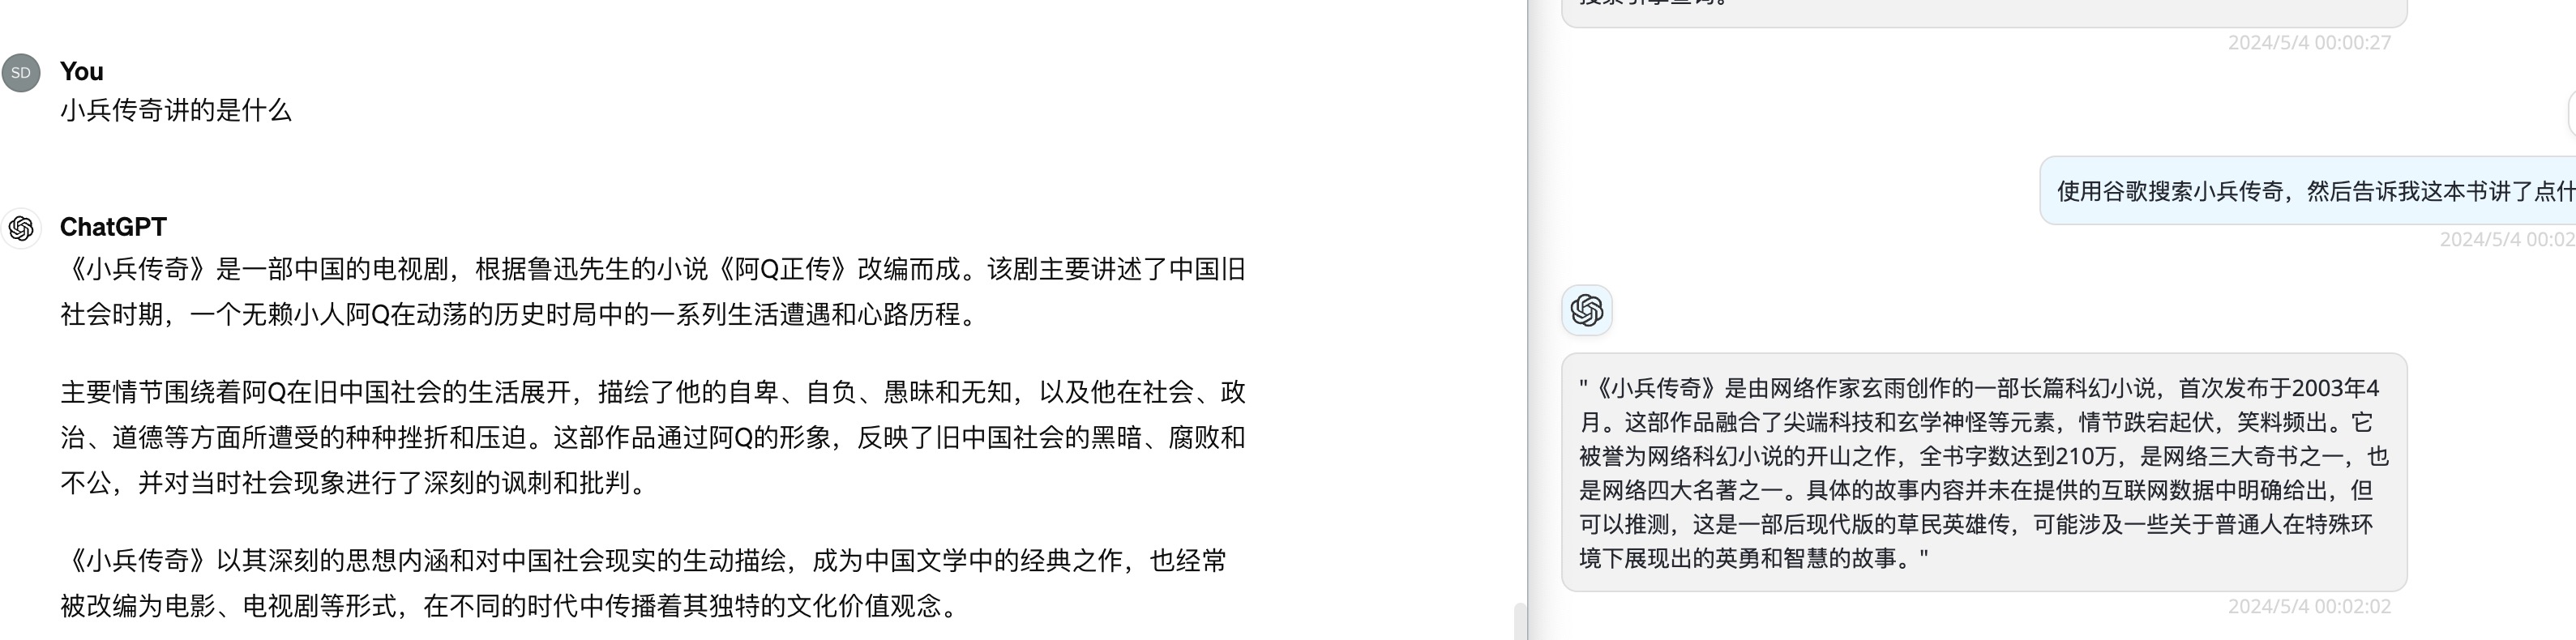 SD
You
小兵传奇讲的是什么
ChatGPT
《小兵传奇》是一部中国的电视剧，根据鲁迅先生的小说《阿Q正传》改编而成。该剧主要讲述了中国旧
社会时期，一个无赖小人阿Q在动荡的历史时局中的一系列生活遭遇和心路历程。
主要情节围绕着阿Q在旧中国社会的生活展开，描绘了他的自卑、自负、愚昧和无知，以及他在社会、政
治、道德等方面所遭受的种种挫折和压迫。这部作品通过阿Q的形象，反映了旧中国社会的黑暗、腐败和
不公，并对当时社会现象进行了深刻的讽刺和批判。
《小兵传奇》以其深刻的思想内涵和对中国社会现实的生动描绘，成为中国文学中的经典之作，也经常
被改编为电影、电视剧等形式，在不同的时代中传播着其独特的文化价值观念。
2024/5/4 00:00:27
使用谷歌搜索小兵传奇，然后告诉我这本书讲了点什
2024/5/4 00:02
"《小兵传奇》是由网络作家玄雨创作的一部长篇科幻小说，首次发布于2003年4
月。这部作品融合了尖端科技和玄学神怪等元素，情节跌宕起伏，笑料频出。它
被誉为网络科幻小说的开山之作，全书字数达到210万，是网络三大奇书之一，也
是网络四大名著之一。具体的故事内容并未在提供的互联网数据中明确给出，但
可以推测，这是一部后现代版的草民英雄传，可能涉及一些关于普通人在特殊环
境下展现出的英勇和智慧的故事。"
2024/5/4 00:02:02